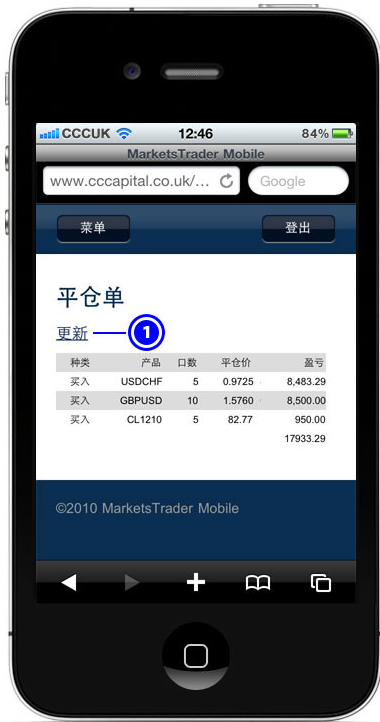 CCCUK 12:46 84%
MarketsTrader Mobile
www.cccapital.co.uk/... Google
菜单 登出
平仓单
更新 1
种类 产品 口数 平仓价 盈亏
买入 USDCHF 5 0.9725 8,483.29
买入 GBPUSD 10 1.5760 8,500.00
买入 CL1210 5 82.77 950.00
17933.29
©2010 MarketsTrader Mobile